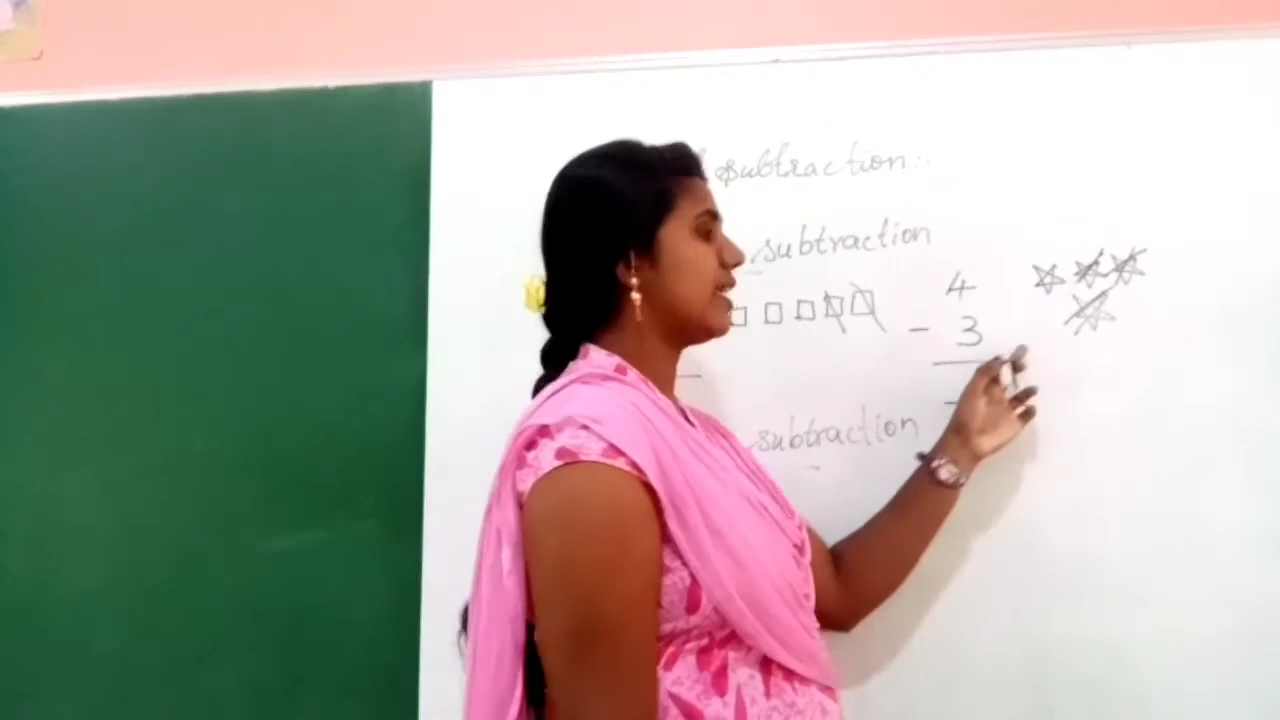 subtraction:
subtraction
4
- 3
subtraction